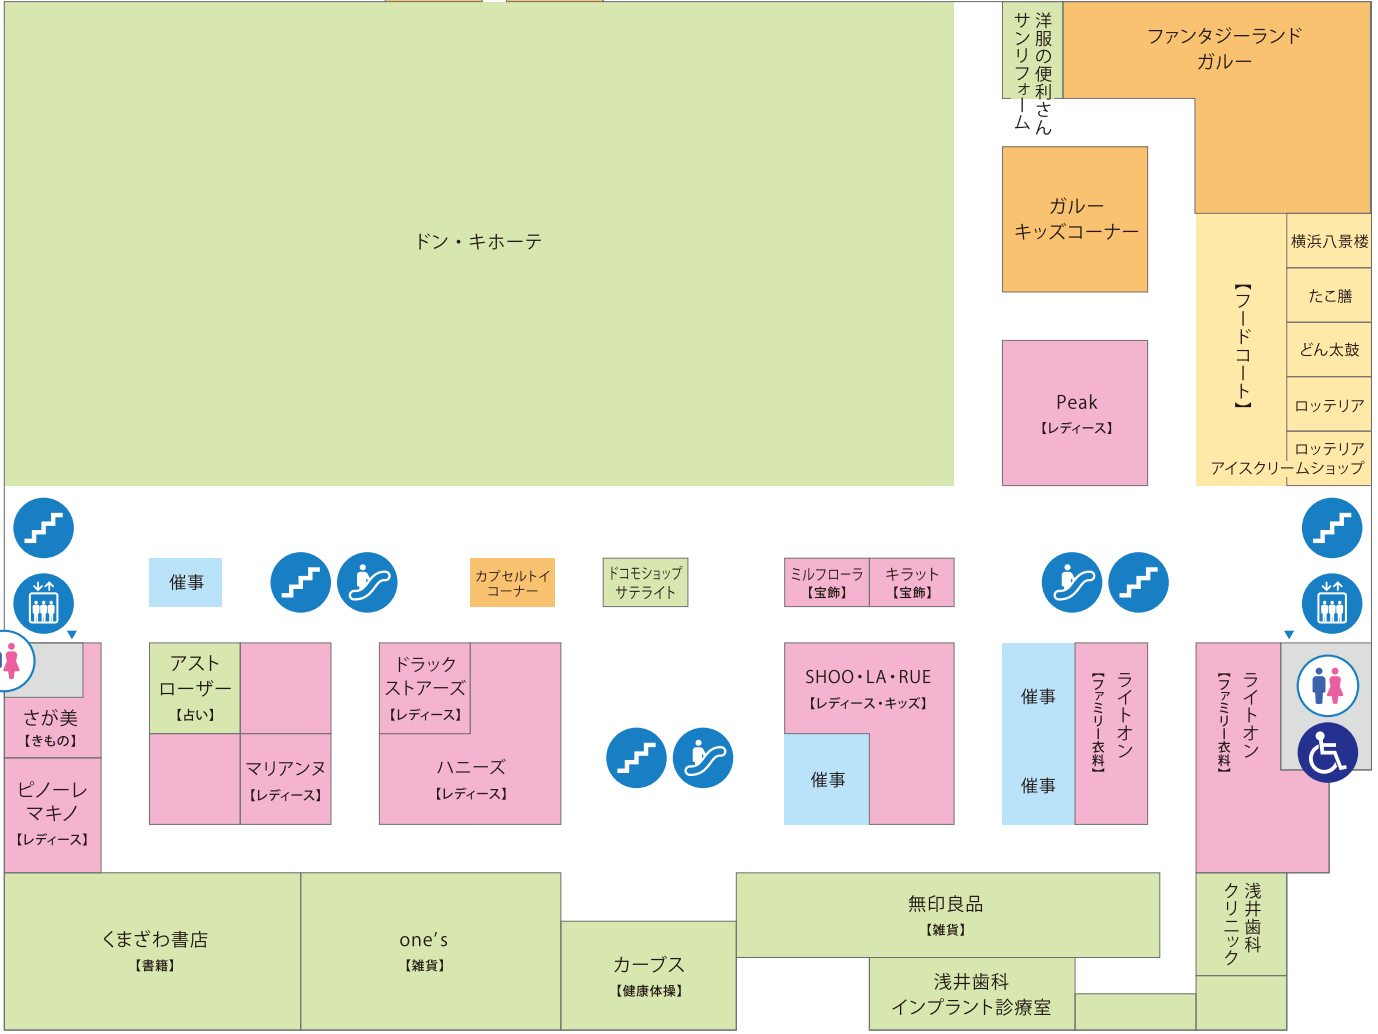 ドン・キホーテ
洋服の便利さん
サンリフォーム
ファンタジーランド
ガルー
ガルー
キッズコーナー
Peak
【レディース】
【フードコート】
横浜八景楼
たこ膳
どん太鼓
ロッテリア
ロッテリア
アイスクリームショップ
催事
カプセルトイ
コーナー
ドコモショップ
サテライト
ミルフローラ
【宝飾】
キラット
【宝飾】
さが美
【きもの】
ピノーレ
マキノ
【レディース】
アスト
ローザー
【占い】
マリアンヌ
【レディース】
ドラック
ストアーズ
【レディース】
ハニーズ
【レディース】
SHOO・LA・RUE
【レディース・キッズ】
催事
催事
催事
ライトオン
【ファミリー衣料】
ライトオン
【ファミリー衣料】
くまざわ書店
【書籍】
one's
【雑貨】
カーブス
【健康体操】
無印良品
【雑貨】
浅井歯科
インプラント診療室
浅井歯科
クリニック